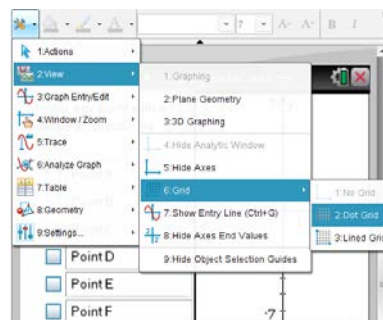 7
A- A+ B I
1:Actions
2:View
3:Graph Entry/Edit
4:Window / Zoom
5:Trace
6:Analyze Graph
7:Table
8:Geometry
9:Settings...
1:Graphing
2:Plane Geometry
3:3D Graphing
4:Hide Analytic Window
5:Hide Axes
6:Grid
7:Show Entry Line (Ctrl+G)
8:Hide Axes End Values
9:Hide Object Selection Guides
1:No Grid
2:Dot Grid
3:Lined Grid
Point D
Point E
Point F
-7